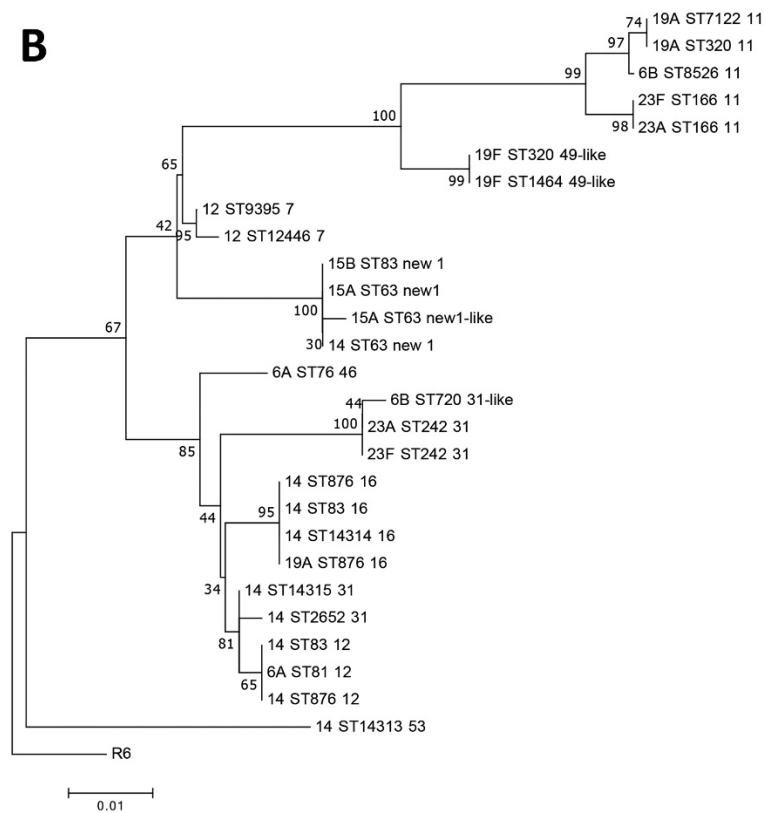 B
74
19A ST7122 11
97
19A ST320 11
99
6B ST8526 11
23F ST166 11
100
98
23A ST166 11
19F ST320 49-like
65
99
19F ST1464 49-like
12 ST9395 7
42
95
12 ST12446 7
15B ST83 new 1
15A ST63 new1
100
15A ST63 new1-like
67
30
14 ST63 new 1
6A ST76 46
44
6B ST720 31-like
100
23A ST242 31
85
23F ST242 31
14 ST876 16
95
14 ST83 16
44
14 ST14314 16
19A ST876 16
34
14 ST14315 31
14 ST2652 31
81
14 ST83 12
6A ST81 12
65
14 ST876 12
14 ST14313 53
R6
0.01